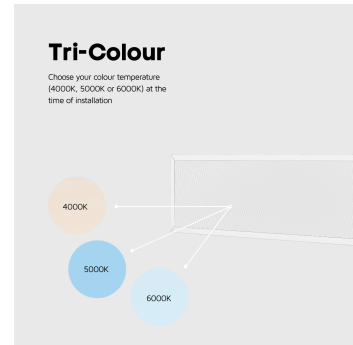 Tri-Colour
Choose your colour temperature
(4000K, 5000K or 6000K) at the
time of installation
4000K
5000K
6000K